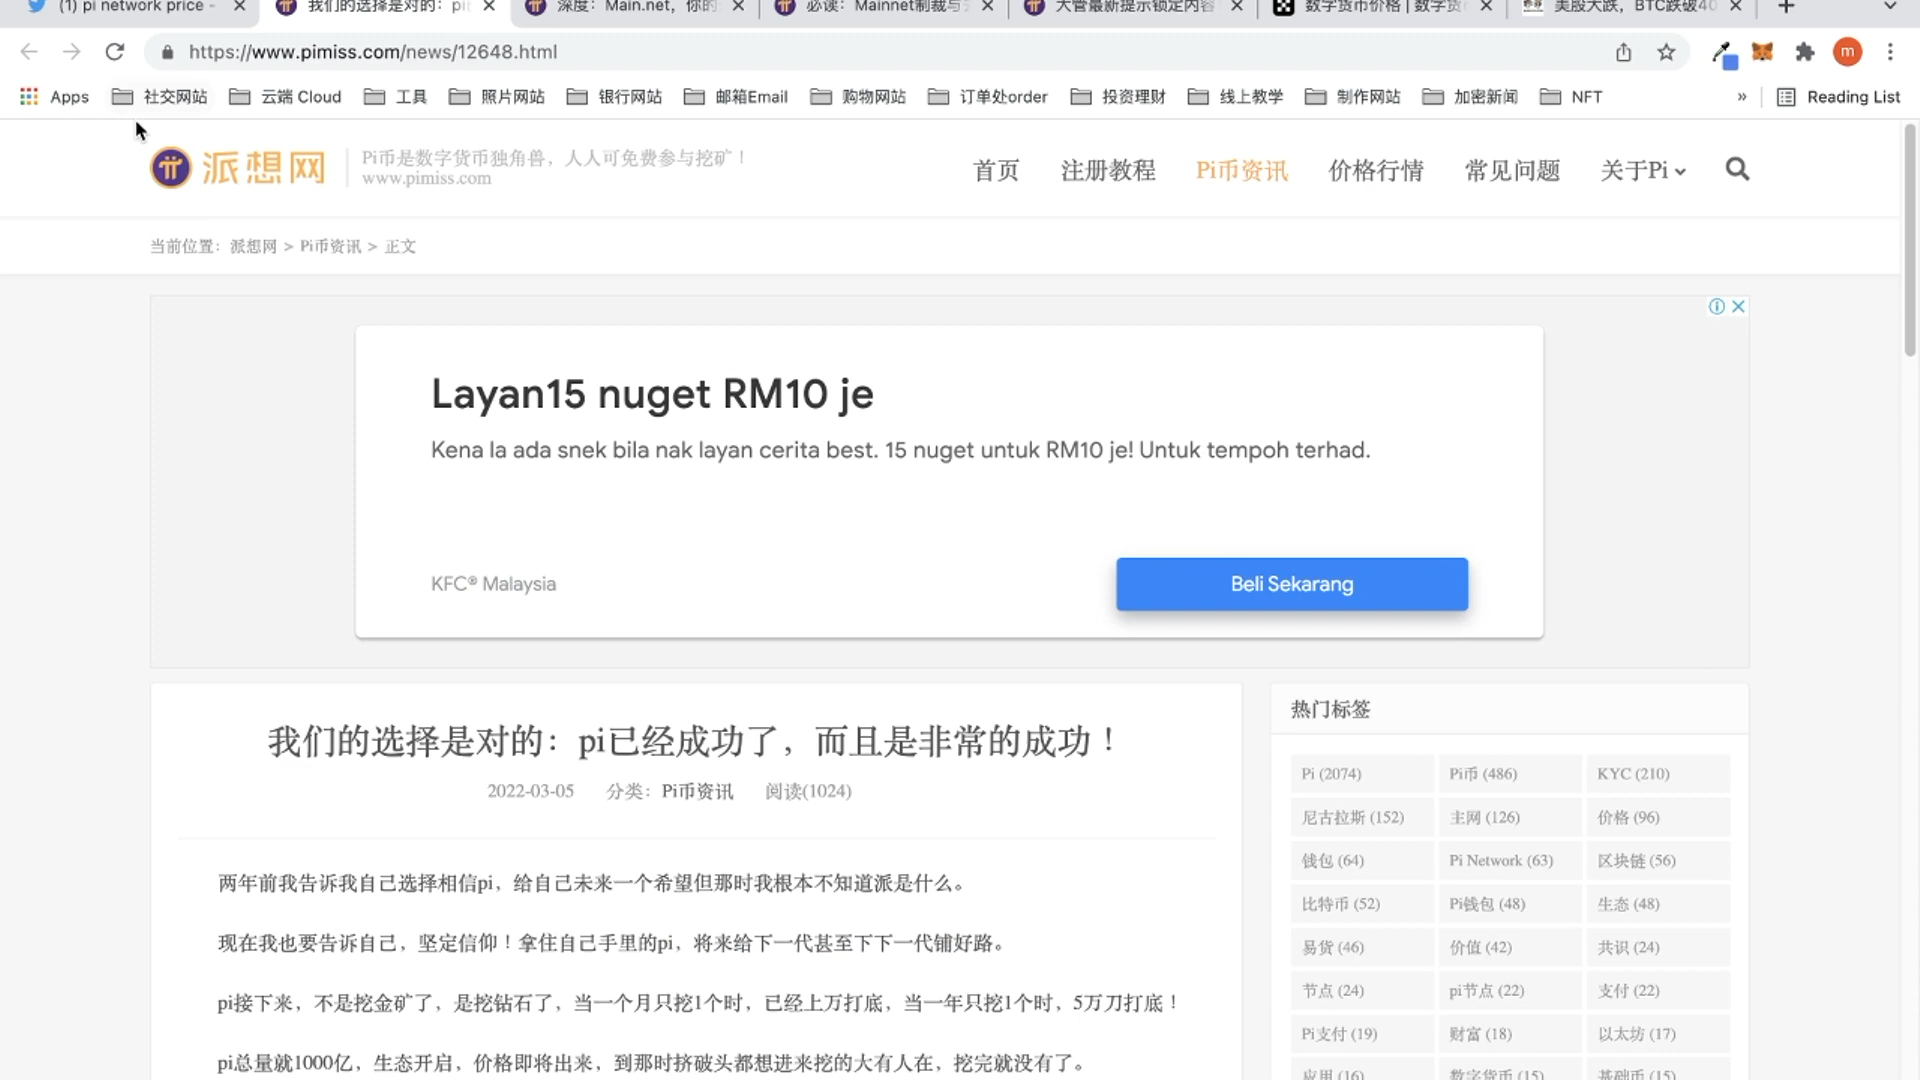 (1) pi network price -
我们的选择是对的：pi
深度：Main.net，你的
必读：Mainnet制裁与
大管最新提示锁定内容
数字货币价格 | 数字货
美股大跌，BTC跌破40
https://www.pimiss.com/news/12648.html
m
Apps
社交网站
云端 Cloud
工具
照片网站
银行网站
邮箱Email
购物网站
订单处order
投资理财
线上教学
制作网站
加密新闻
NFT
»
Reading List
派想网
Pi币是数字货币独角兽，人人可免费参与挖矿！
www.pimiss.com
首页
注册教程
Pi币资讯
价格行情
常见问题
关于Pi
当前位置：派想网 > Pi币资讯 > 正文
Layan15 nuget RM10 je
Kena la ada snek bila nak layan cerita best. 15 nuget untuk RM10 je! Untuk tempoh terhad.
KFC® Malaysia
Beli Sekarang
我们的选择是对的：pi已经成功了，而且是非常的成功！
2022-03-05 分类：Pi币资讯 阅读(1024)
两年前我告诉我自己选择相信pi，给自己未来一个希望但那时我根本不知道派是什么。
现在我也要告诉自己，坚定信仰！拿住自己手里的pi，将来给下一代甚至下下一代铺好路。
pi接下来，不是挖金矿了，是挖钻石了，当一个月只挖1个时，已经上万打底，当一年只挖1个时，5万刀打底！
pi总量就1000亿，生态开启，价格即将出来，到那时挤破头都想进来挖的大有人在，挖完就没有了。
热门标签
Pi (2074)
Pi币 (486)
KYC (210)
尼古拉斯 (152)
主网 (126)
价格 (96)
钱包 (64)
Pi Network (63)
区块链 (56)
比特币 (52)
Pi钱包 (48)
生态 (48)
易货 (46)
价值 (42)
共识 (24)
节点 (24)
pi节点 (22)
支付 (22)
Pi支付 (19)
财富 (18)
以太坊 (17)
应用 (16)
数字货币 (15)
基础币 (15)